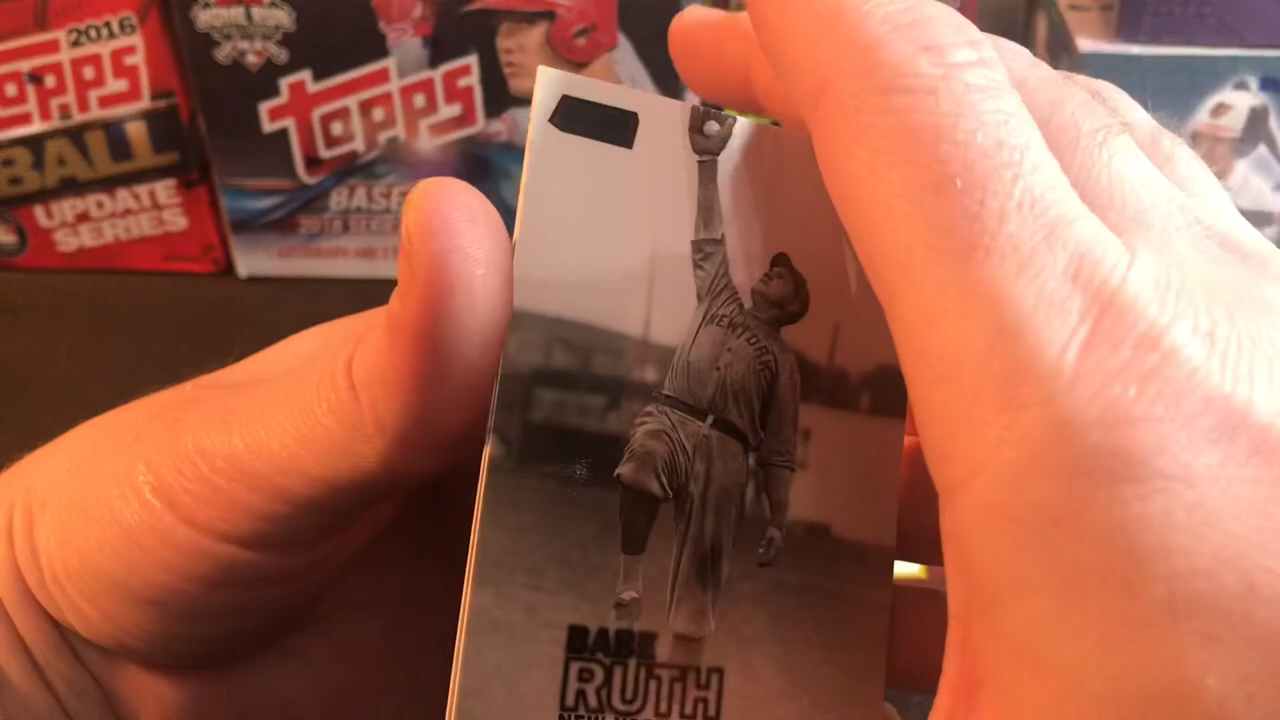 2016
TOPPS
BALL
UPDATE
SERIES
TOPPS
BASE
NEW YORK
BABE
RUTH